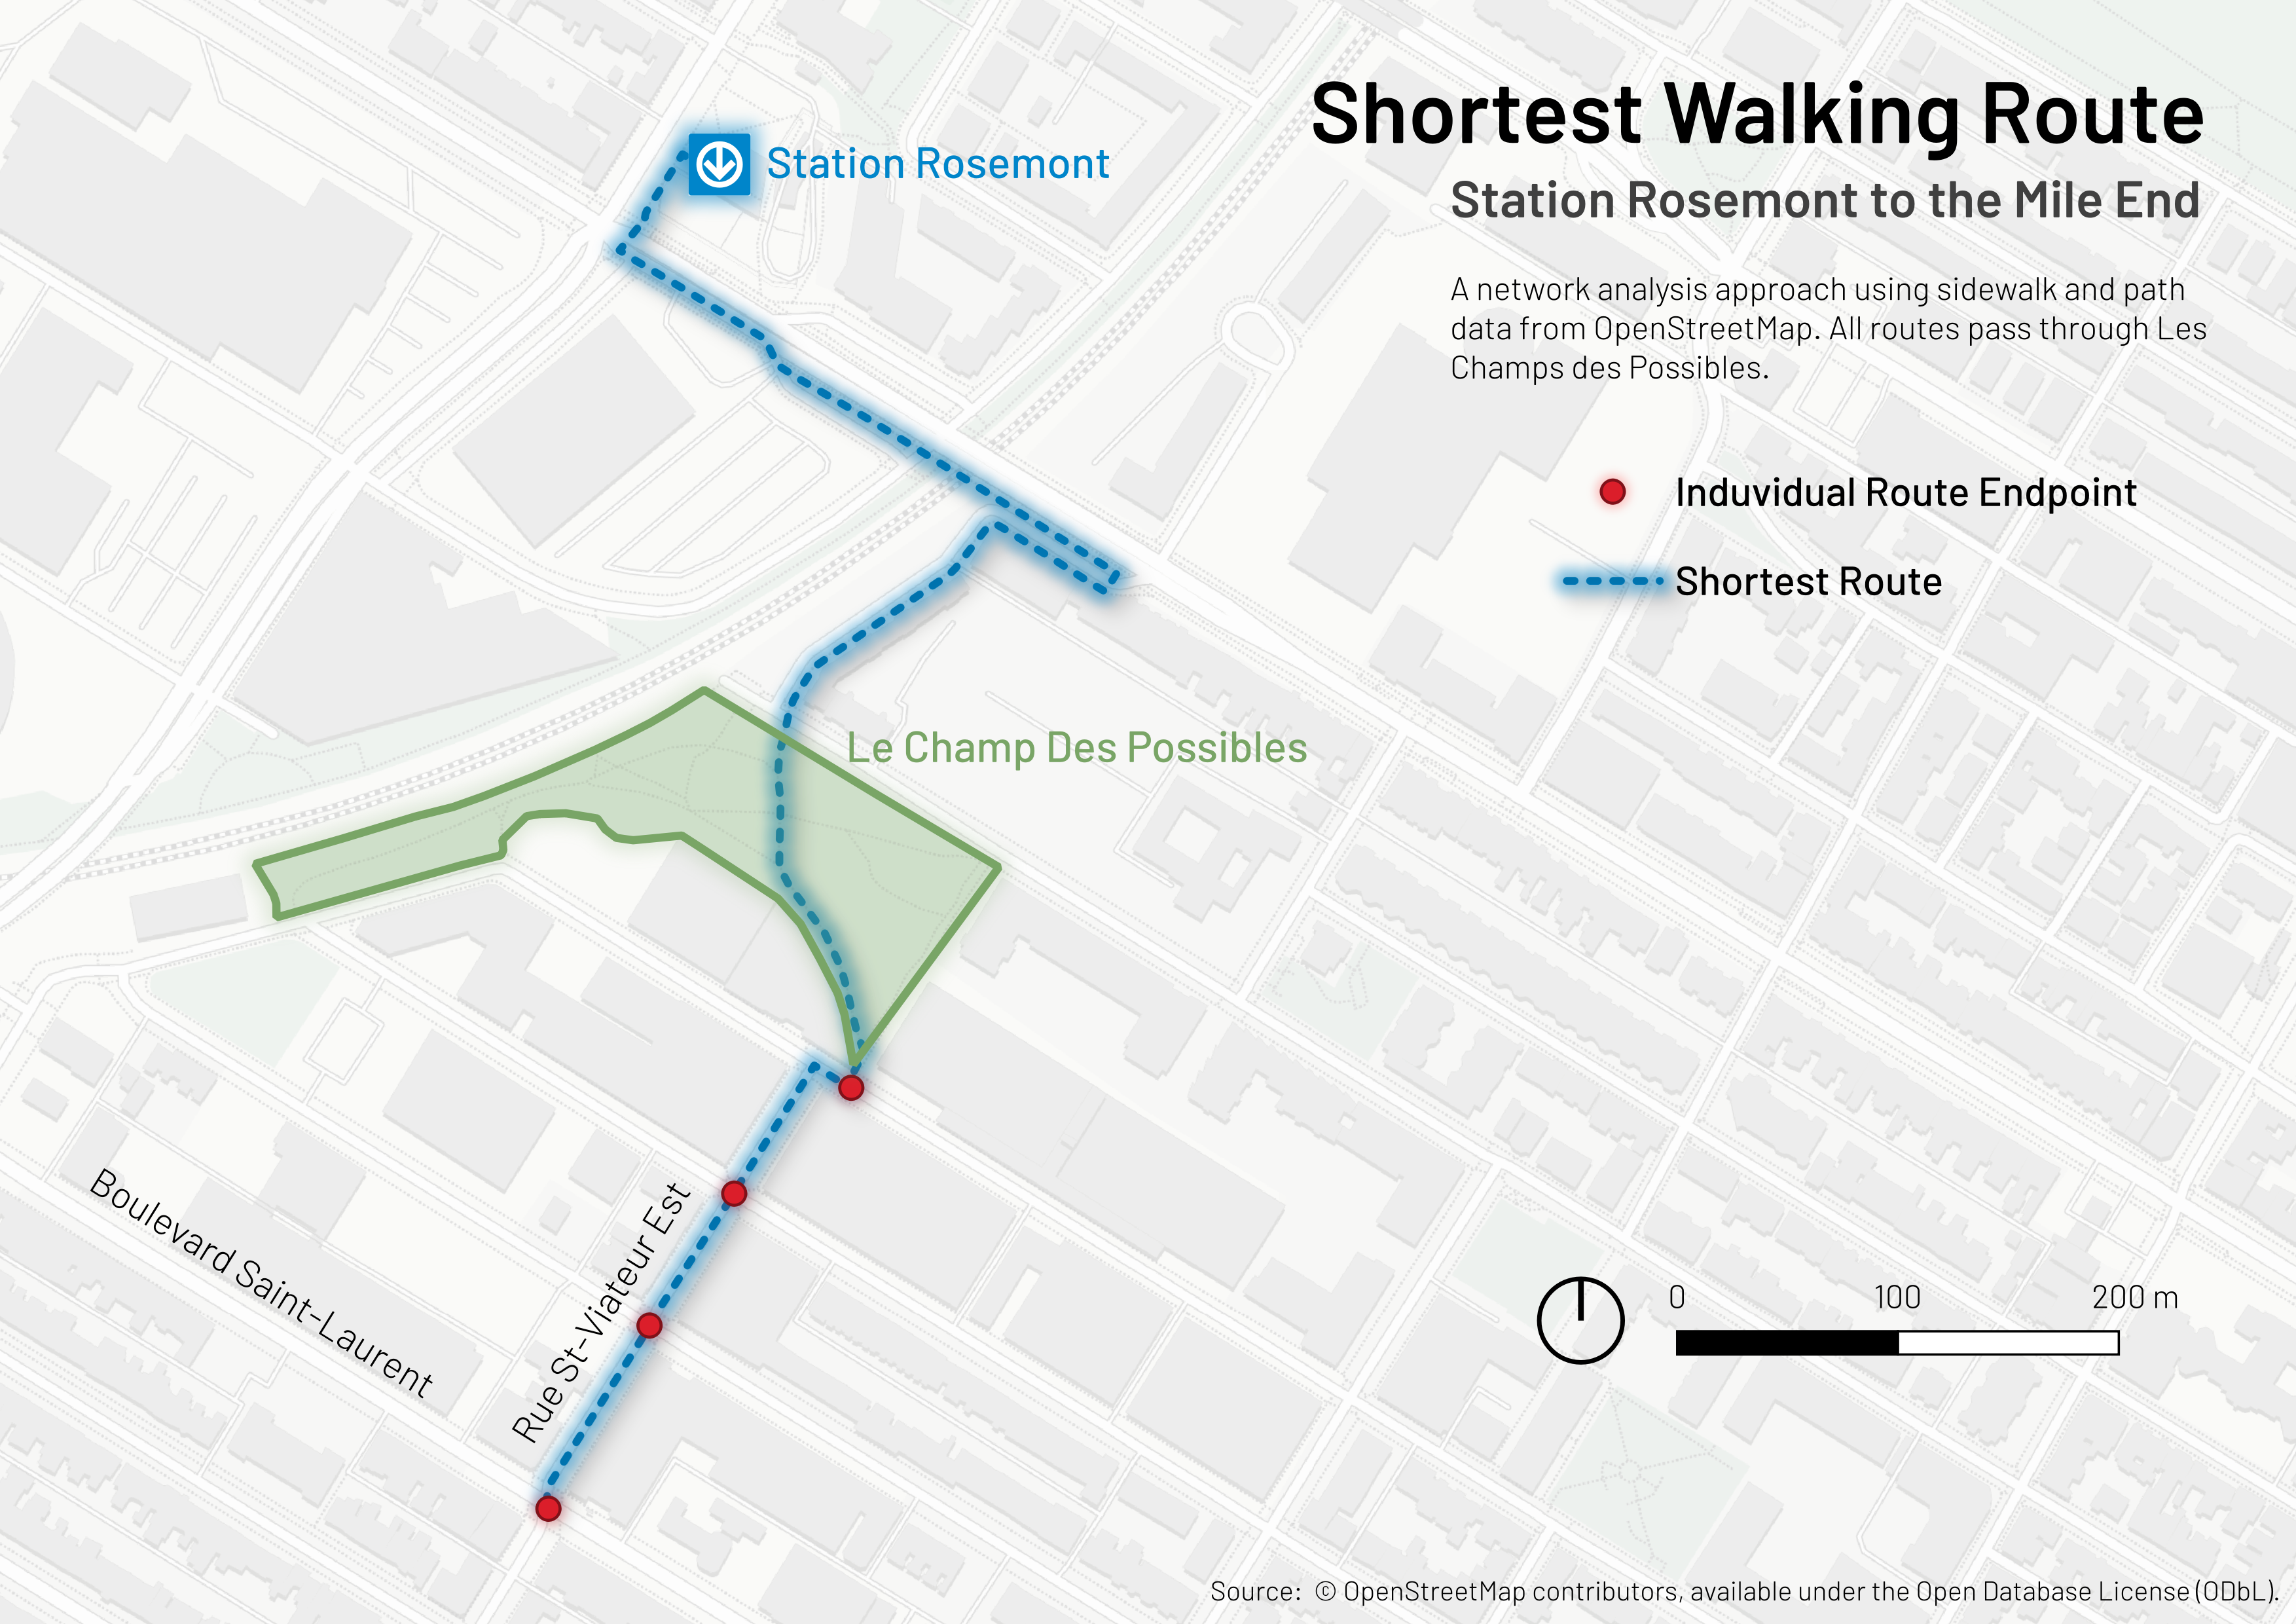 Shortest Walking Route
Station Rosemont to the Mile End
A network analysis approach using sidewalk and path
data from OpenStreetMap. All routes pass through Les
Champs des Possibles.
Induvidual Route Endpoint
Shortest Route
Station Rosemont
Le Champ Des Possibles
Boulevard Saint-Laurent
Rue St-Viateur Est
0 100 200 m
Source: © OpenStreetMap contributors, available under the Open Database License (ODbL).